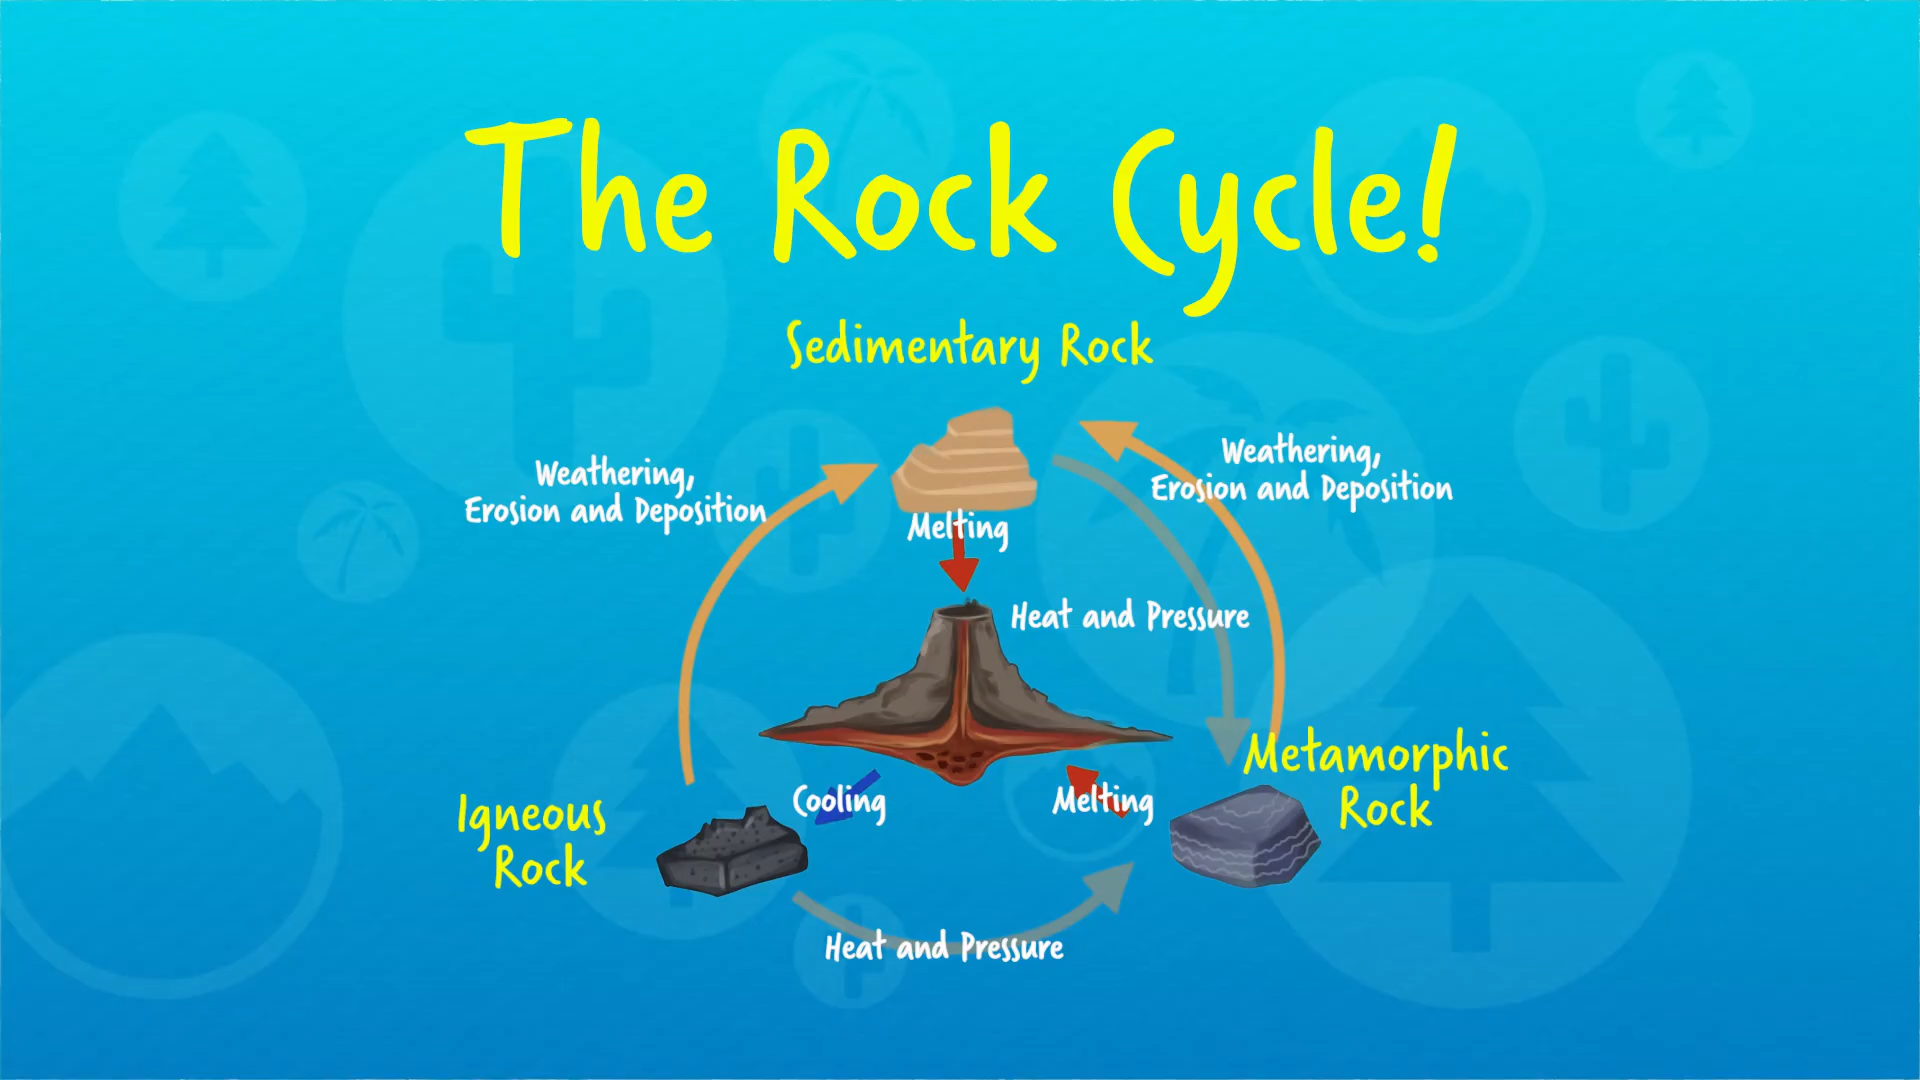 The Rock Cycle!
Sedimentary Rock
Weathering,
Erosion and Deposition
Weathering,
Erosion and Deposition
Melting
Heat and Pressure
Metamorphic
Rock
Igneous
Rock
Cooling
Melting
Heat and Pressure